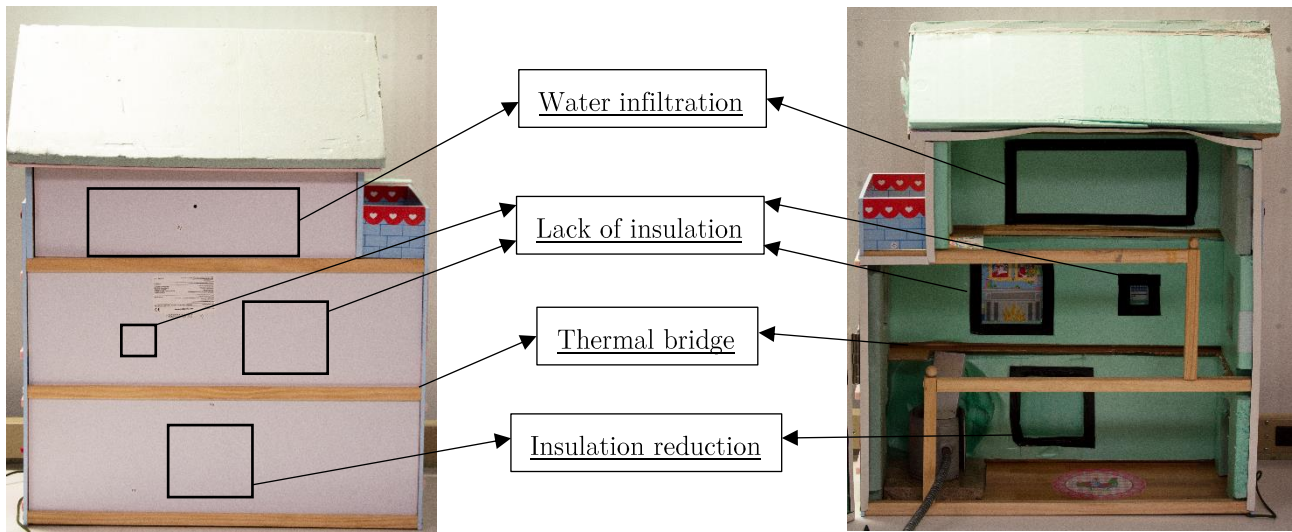 Water infiltration
Lack of insulation
Thermal bridge
Insulation reduction